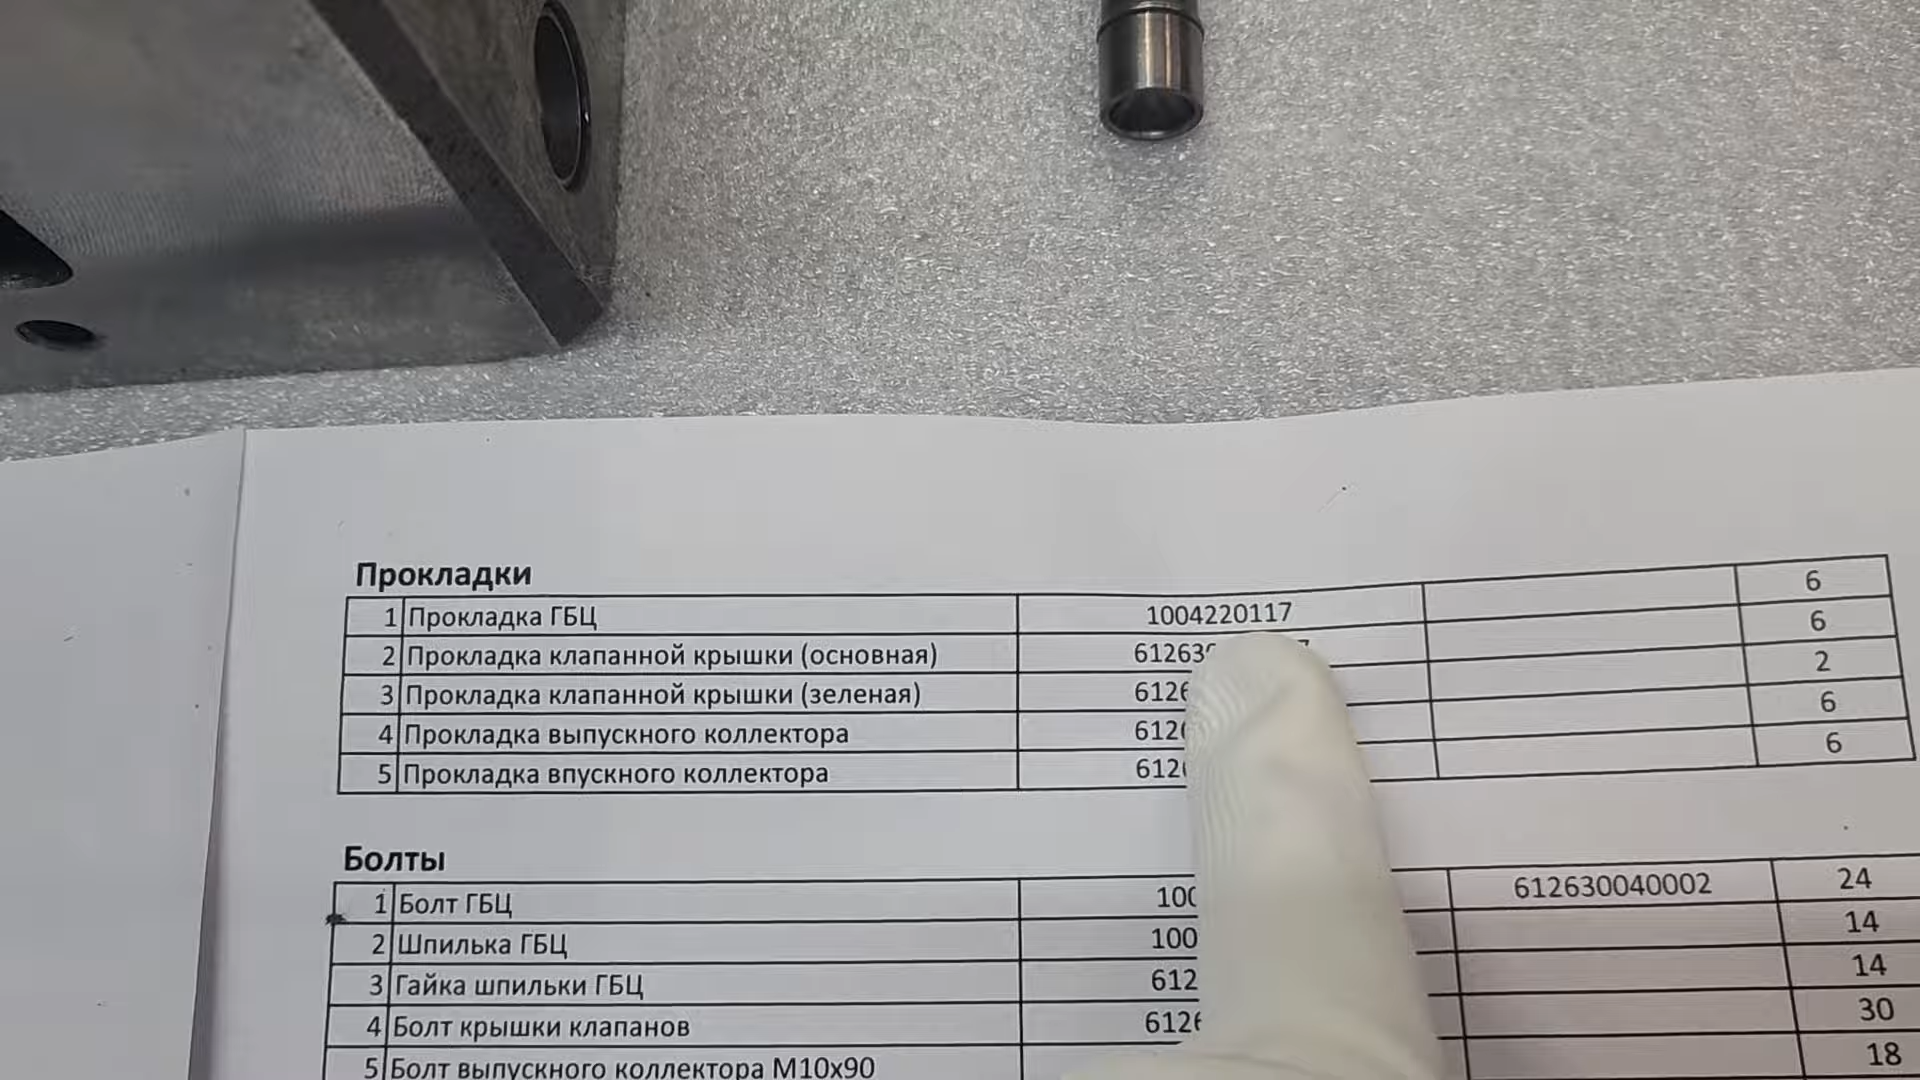 Прокладки
1 Прокладка ГБЦ 1004220117 6
2 Прокладка клапанной крышки (основная) 6
3 Прокладка клапанной крышки (зеленая) 2
4 Прокладка выпускного коллектора 6
5 Прокладка впускного коллектора 6
Болты
1 Болт ГБЦ 612630040002 24
2 Шпилька ГБЦ 14
3 Гайка шпильки ГБЦ 14
4 Болт крышки клапанов 30
5 Болт выпускного коллектора М10х90 18